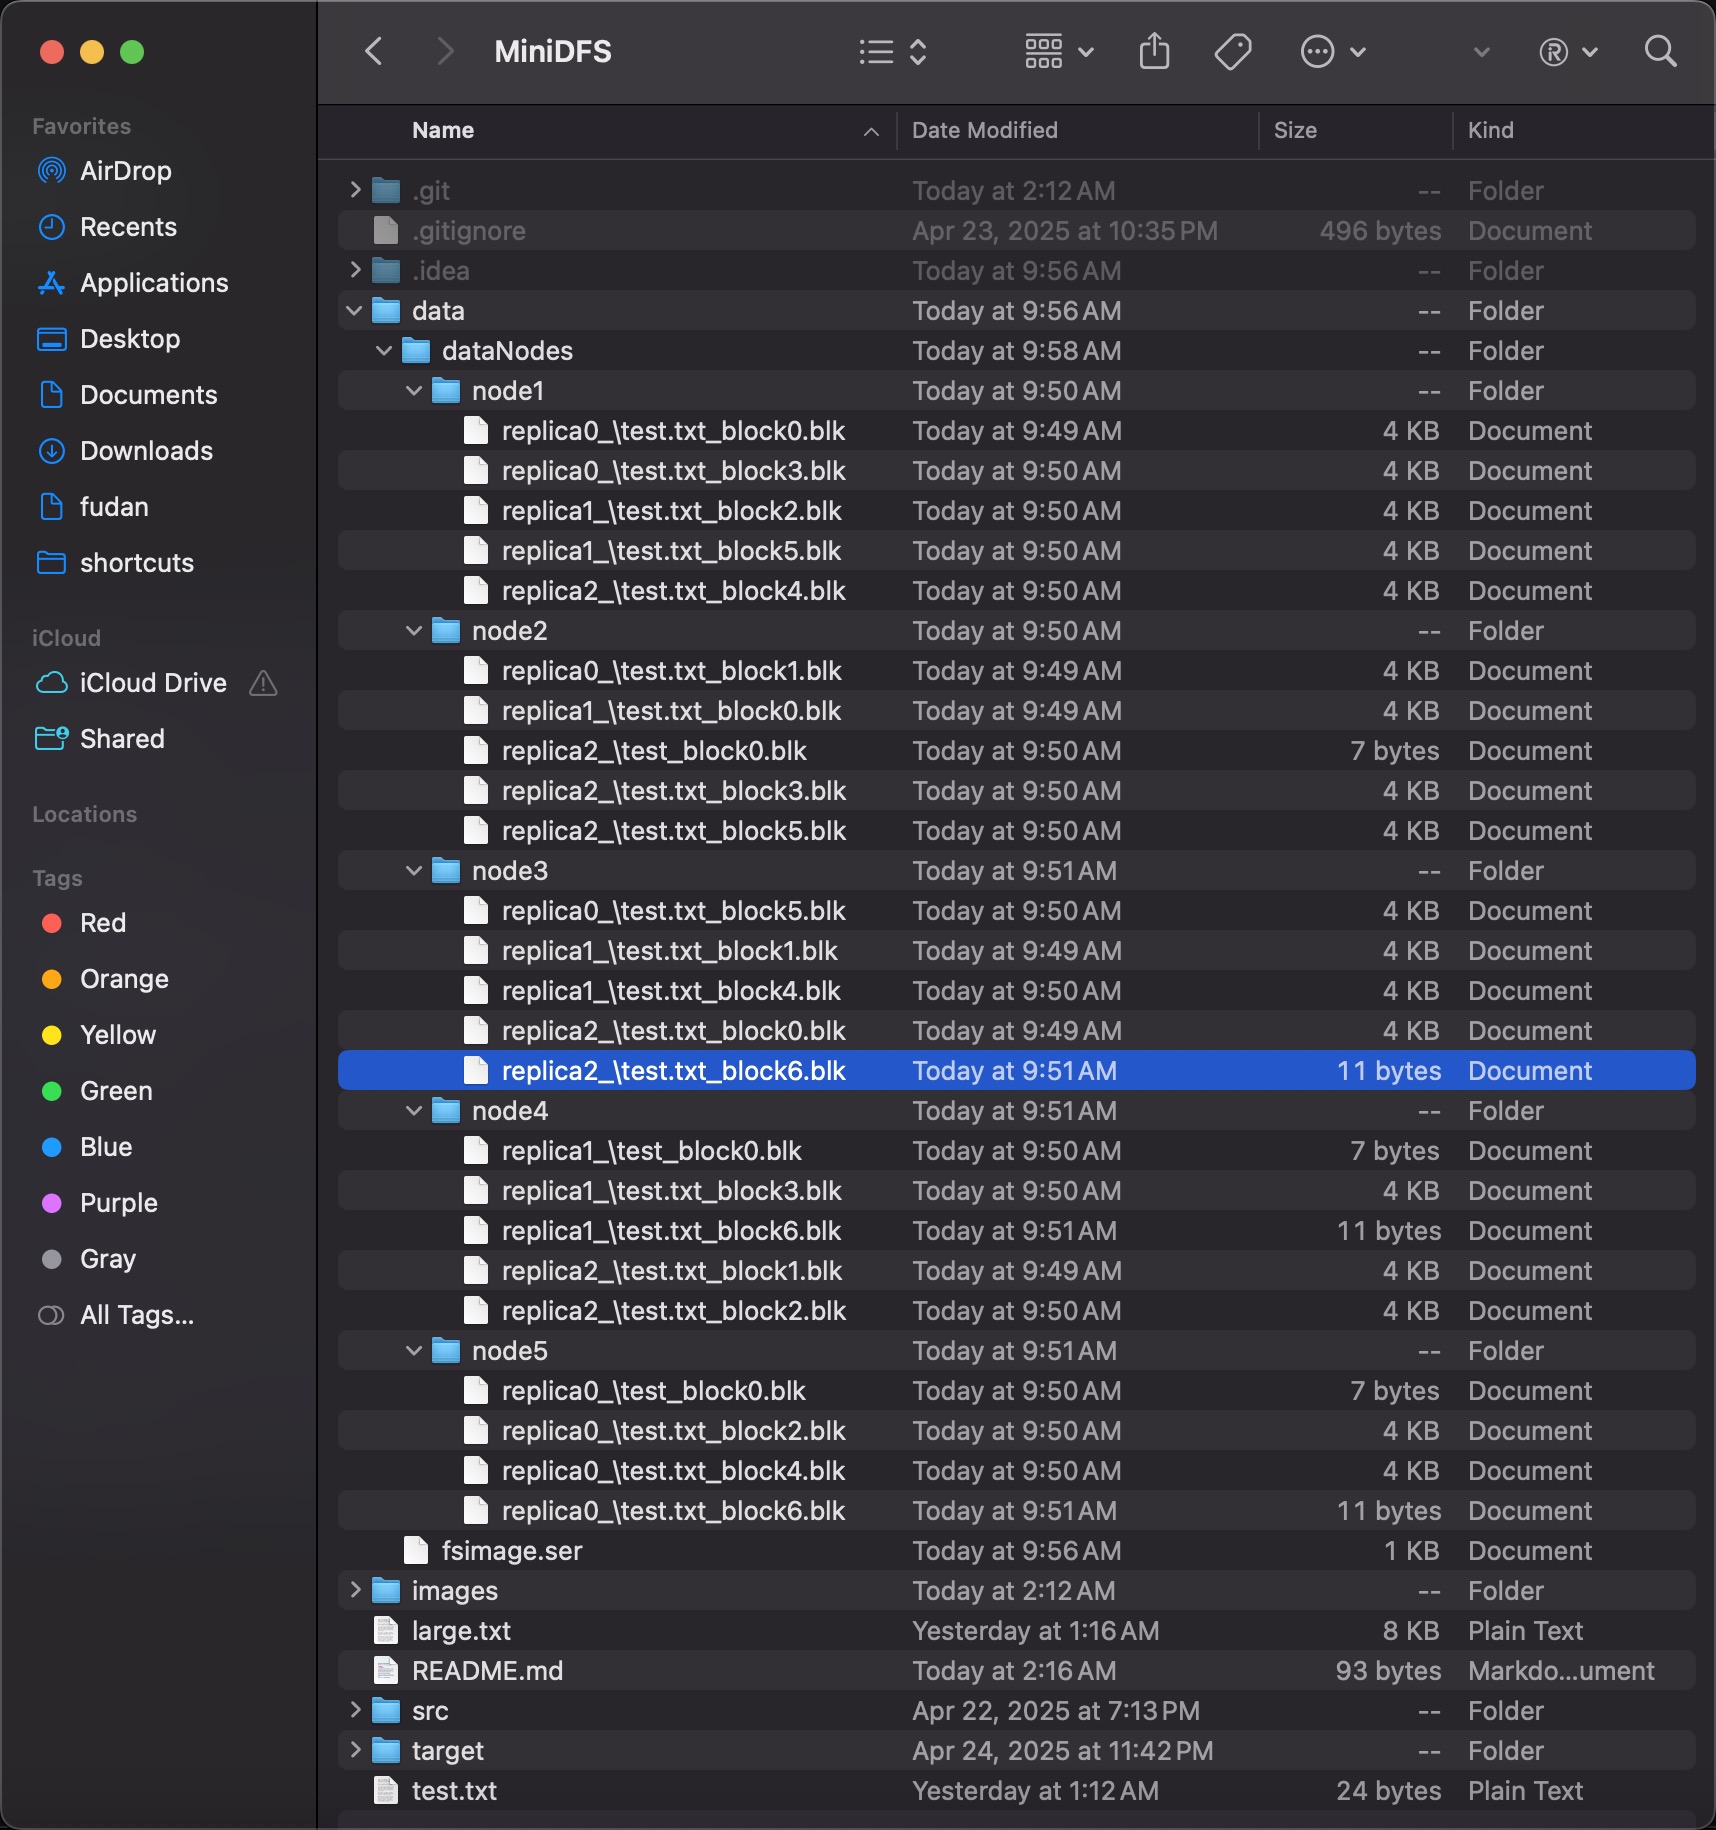 MiniDFS
Favorites
AirDrop
Recents
Applications
Desktop
Documents
Downloads
fudan
shortcuts
iCloud
iCloud Drive
Shared
Locations
Tags
Red
Orange
Yellow
Green
Blue
Purple
Gray
All Tags...
Name Date Modified Size Kind
.git Today at 2:12 AM -- Folder
.gitignore Apr 23, 2025 at 10:35 PM 496 bytes Document
.idea Today at 9:56 AM -- Folder
data Today at 9:56 AM -- Folder
dataNodes Today at 9:58 AM -- Folder
node1 Today at 9:50 AM -- Folder
replica0_\test.txt_block0.blk Today at 9:49 AM 4 KB Document
replica0_\test.txt_block3.blk Today at 9:50 AM 4 KB Document
replica1_\test.txt_block2.blk Today at 9:50 AM 4 KB Document
replica1_\test.txt_block5.blk Today at 9:50 AM 4 KB Document
replica2_\test.txt_block4.blk Today at 9:50 AM 4 KB Document
node2 Today at 9:50 AM -- Folder
replica0_\test.txt_block1.blk Today at 9:49 AM 4 KB Document
replica1_\test.txt_block0.blk Today at 9:49 AM 4 KB Document
replica2_\test_block0.blk Today at 9:50 AM 7 bytes Document
replica2_\test.txt_block3.blk Today at 9:50 AM 4 KB Document
replica2_\test.txt_block5.blk Today at 9:50 AM 4 KB Document
node3 Today at 9:51 AM -- Folder
replica0_\test.txt_block5.blk Today at 9:50 AM 4 KB Document
replica1_\test.txt_block1.blk Today at 9:49 AM 4 KB Document
replica1_\test.txt_block4.blk Today at 9:50 AM 4 KB Document
replica2_\test.txt_block0.blk Today at 9:49 AM 4 KB Document
replica2_\test.txt_block6.blk Today at 9:51 AM 11 bytes Document
node4 Today at 9:51 AM -- Folder
replica1_\test_block0.blk Today at 9:50 AM 7 bytes Document
replica1_\test.txt_block3.blk Today at 9:50 AM 4 KB Document
replica1_\test.txt_block6.blk Today at 9:51 AM 11 bytes Document
replica2_\test.txt_block1.blk Today at 9:49 AM 4 KB Document
replica2_\test.txt_block2.blk Today at 9:50 AM 4 KB Document
node5 Today at 9:51 AM -- Folder
replica0_\test_block0.blk Today at 9:50 AM 7 bytes Document
replica0_\test.txt_block2.blk Today at 9:50 AM 4 KB Document
replica0_\test.txt_block4.blk Today at 9:50 AM 4 KB Document
replica0_\test.txt_block6.blk Today at 9:51 AM 11 bytes Document
fsimage.ser Today at 9:56 AM 1 KB Document
images Today at 2:12 AM -- Folder
large.txt Yesterday at 1:16 AM 8 KB Plain Text
README.md Today at 2:16 AM 93 bytes Markdo...ument
src Apr 22, 2025 at 7:13 PM -- Folder
target Apr 24, 2025 at 11:42 PM -- Folder
test.txt Yesterday at 1:12 AM 24 bytes Plain Text